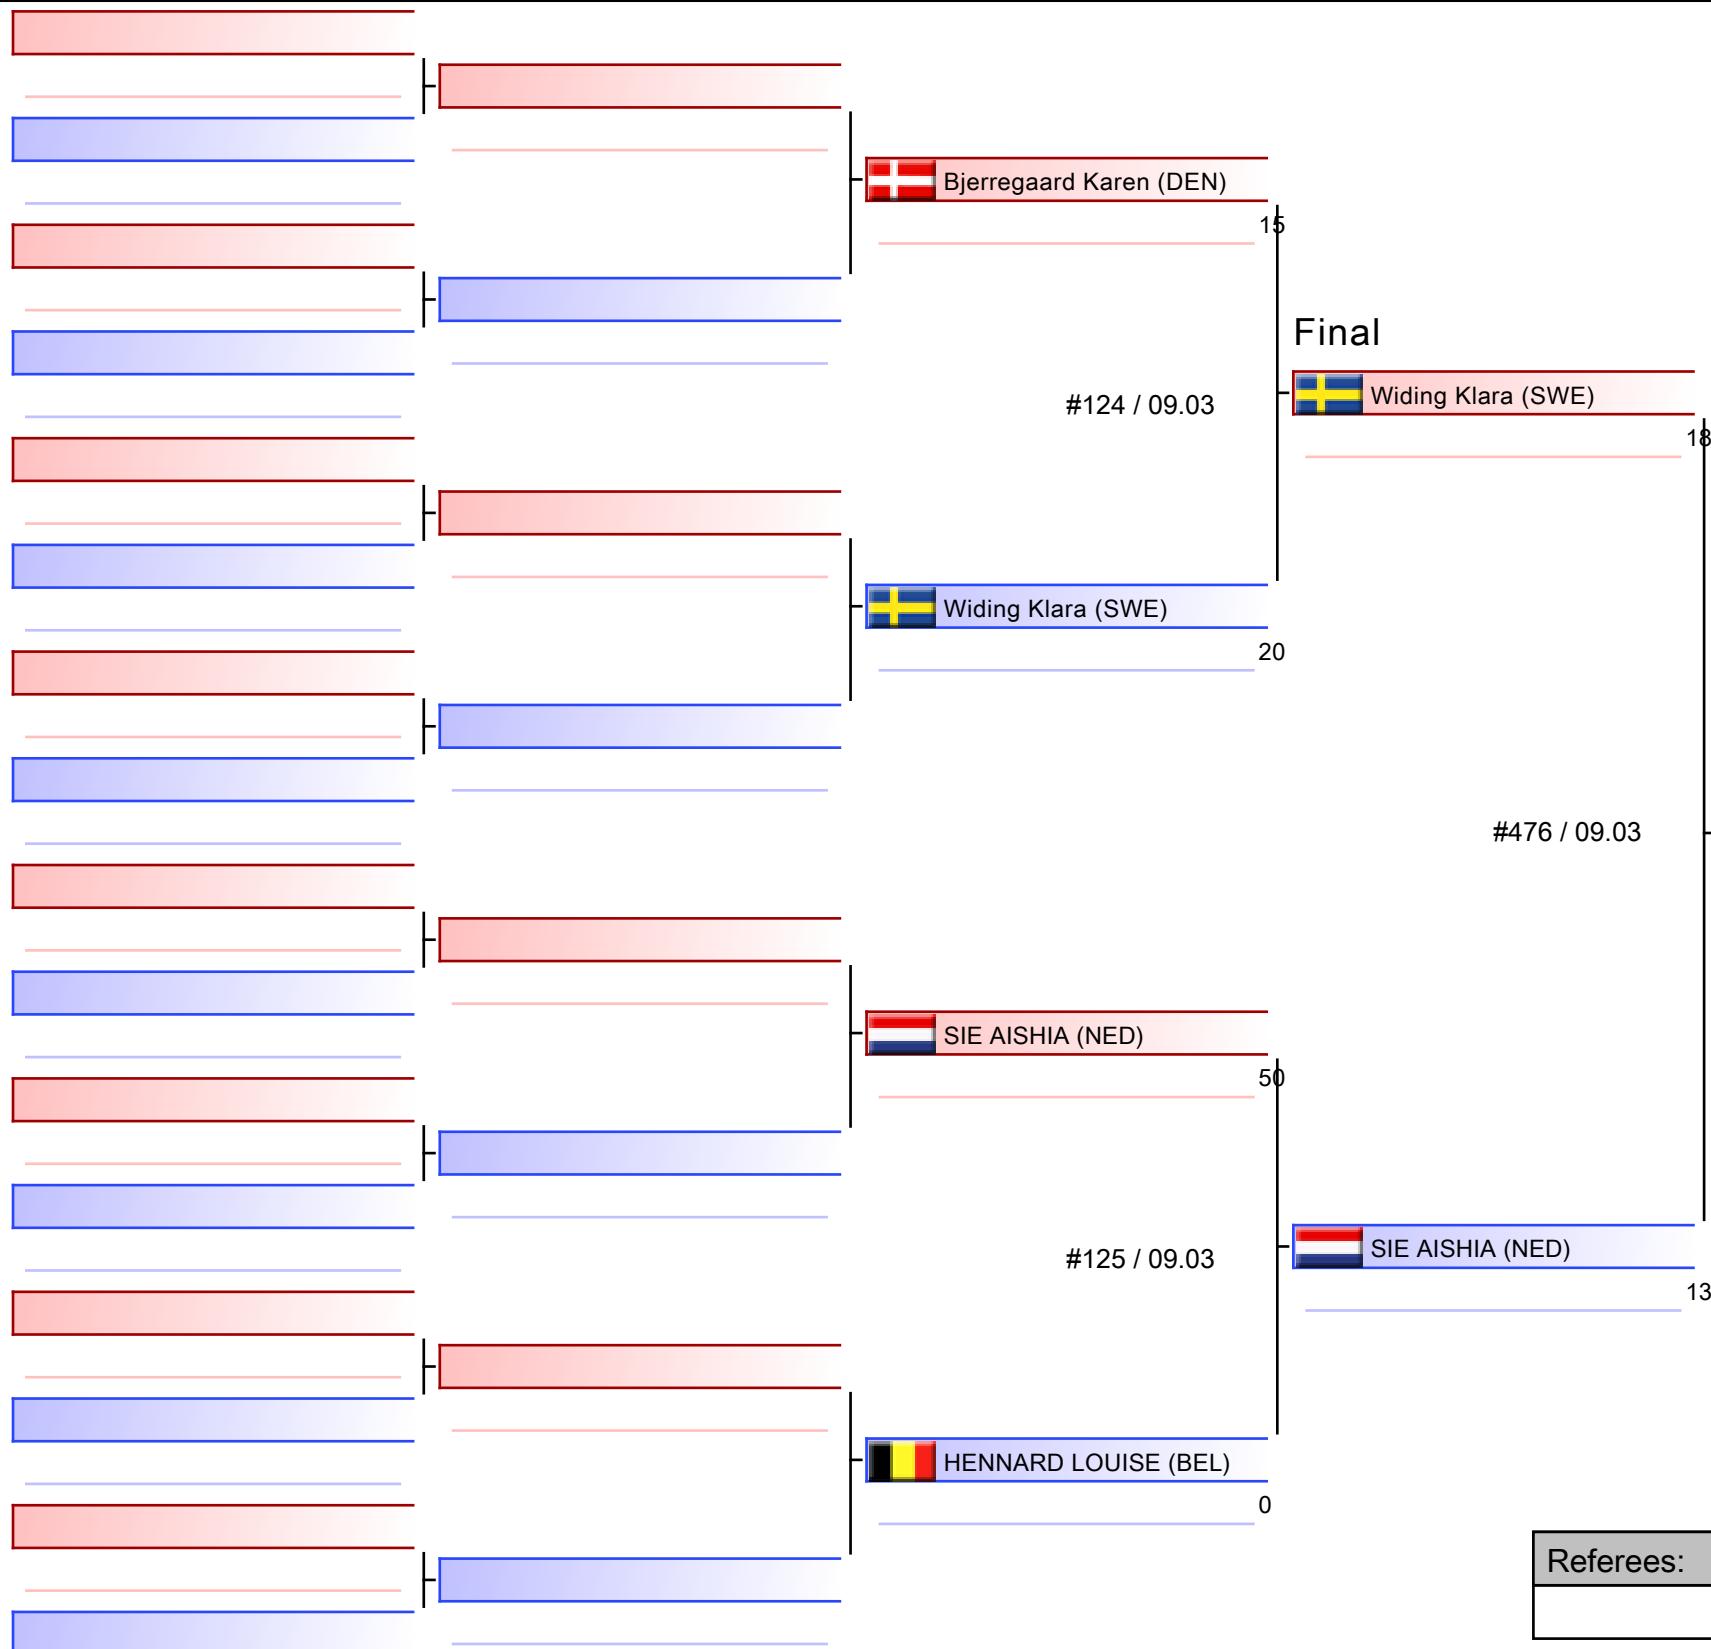 Bjerregaard Karen (DEN)
15
Final
#124 / 09.03
Widing Klara (SWE)
18
Widing Klara (SWE)
20
#476 / 09.03
SIE AISHIA (NED)
50
#125 / 09.03
SIE AISHIA (NED)
13
HENNARD LOUISE (BEL)
0
Referees: